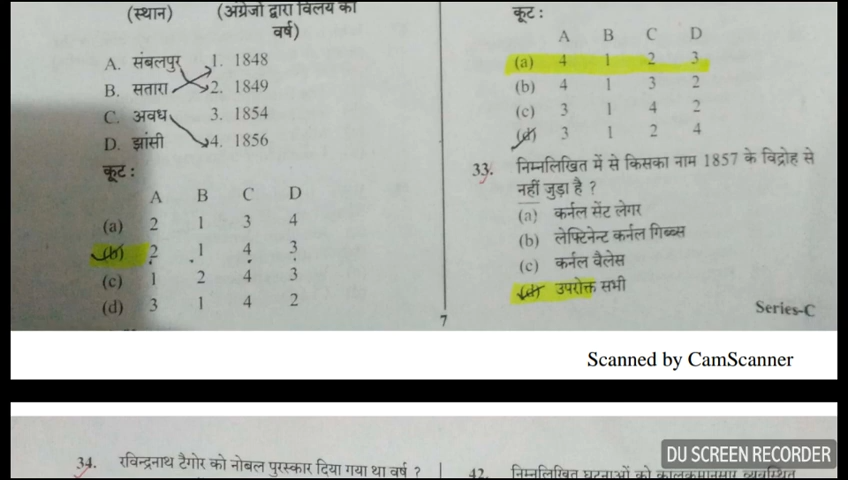 (स्थान) (अंग्रेजों द्वारा विलय का
वर्ष)
A. संबलपुर 1. 1848
B. सतारा 2. 1849
C. अवध 3. 1854
D. झांसी 4. 1856
कूट :
A B C D
(a) 2 1 3 4
(b) 2 1 4 3
(c) 1 2 4 3
(d) 3 1 4 2
कूट :
A B C D
(a) 4 1 2 3
(b) 4 1 3 2
(c) 3 1 4 2
(d) 3 1 2 4
33. निम्नलिखित में से किसका नाम 1857 के विद्रोह से
नहीं जुड़ा है ?
(a) कर्नल सेंट लेगर
(b) लेफ्टिनेन्ट कर्नल गिब्ब्स
(c) कर्नल वैलेस
(d) उपरोक्त सभी
7
Series-C
Scanned by CamScanner
34. रविन्द्रनाथ टैगोर को नोबल पुरस्कार दिया गया था वर्ष ?
42. निम्नलिखित घटनाओं को कालक्रमानुसार व्यवस्थित
DU SCREEN RECORDER